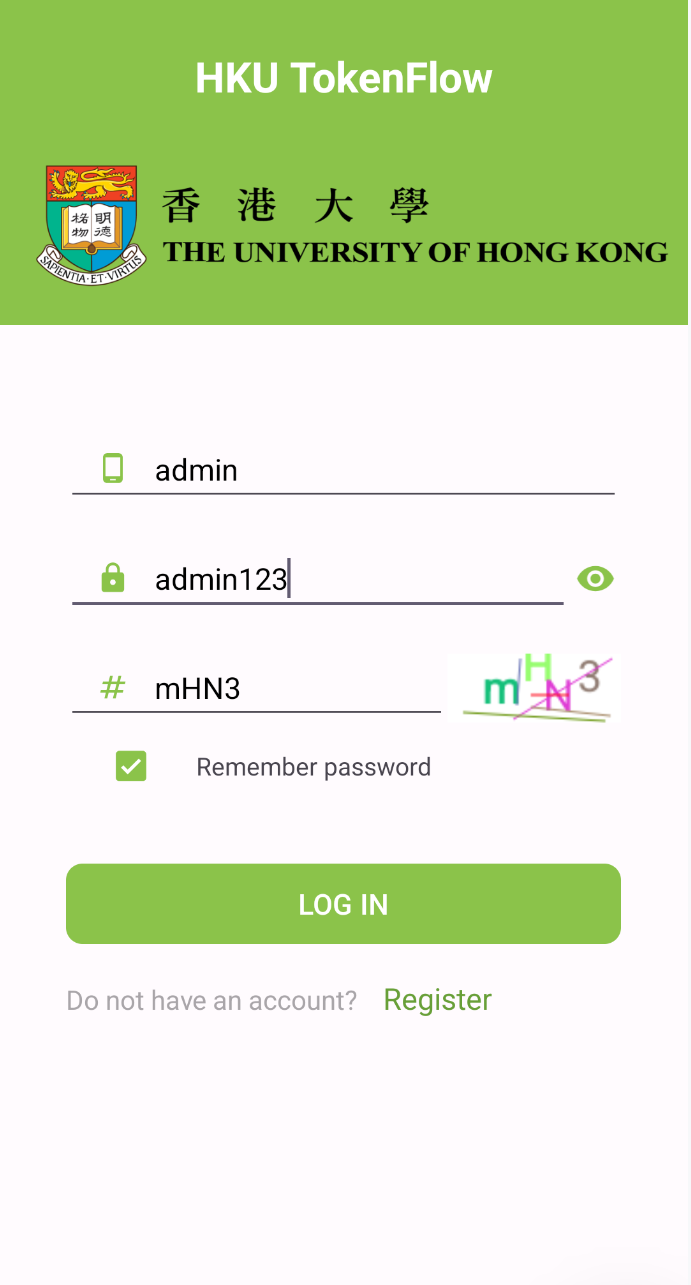 HKU TokenFlow
香港大學
THE UNIVERSITY OF HONG KONG
明德
格物
SAPIENTIA·ET·VIRTUS
admin
admin123
# mHN3
mHN3
Remember password
LOG IN
Do not have an account? Register